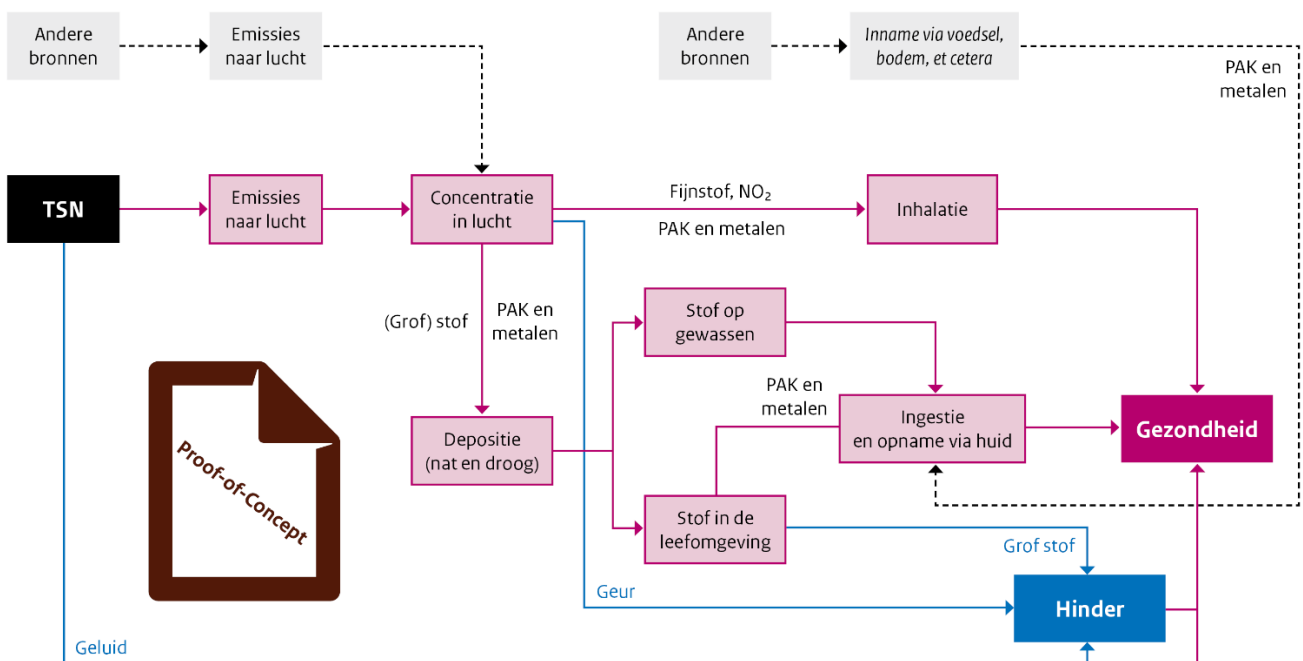 Andere
bronnen
Emissies
naar lucht
Andere
bronnen
Inname via voedsel,
bodem, et cetera
PAK en
metalen
TSN
Emissies
naar lucht
Concentratie
in lucht
Fijnstof, NO₂
PAK en metalen
Inhalatie
(Grof) stof
PAK en
metalen
Stof op
gewassen
PAK en
metalen
Ingestie
en opname via huid
Gezondheid
Depositie
(nat en droog)
Proof-of-Concept
Stof in de
leefomgeving
Grof stof
Geur
Hinder
Geluid